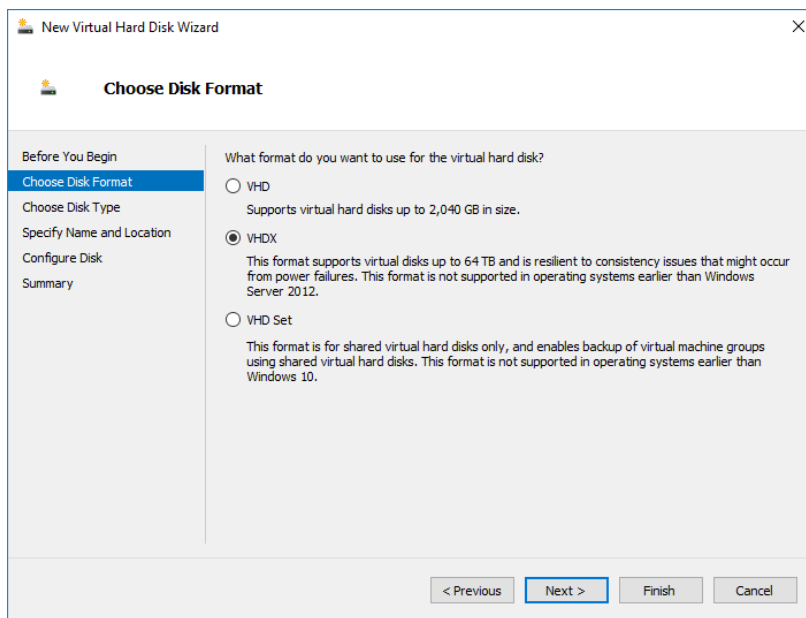 New Virtual Hard Disk Wizard
Choose Disk Format
Before You Begin
Choose Disk Format
Choose Disk Type
Specify Name and Location
Configure Disk
Summary
What format do you want to use for the virtual hard disk?
VHD
Supports virtual hard disks up to 2,040 GB in size.
VHDX
This format supports virtual disks up to 64 TB and is resilient to consistency issues that might occur
from power failures. This format is not supported in operating systems earlier than Windows
Server 2012.
VHD Set
This format is for shared virtual hard disks only, and enables backup of virtual machine groups
using shared virtual hard disks. This format is not supported in operating systems earlier than
Windows 10.
< Previous
Next >
Finish
Cancel